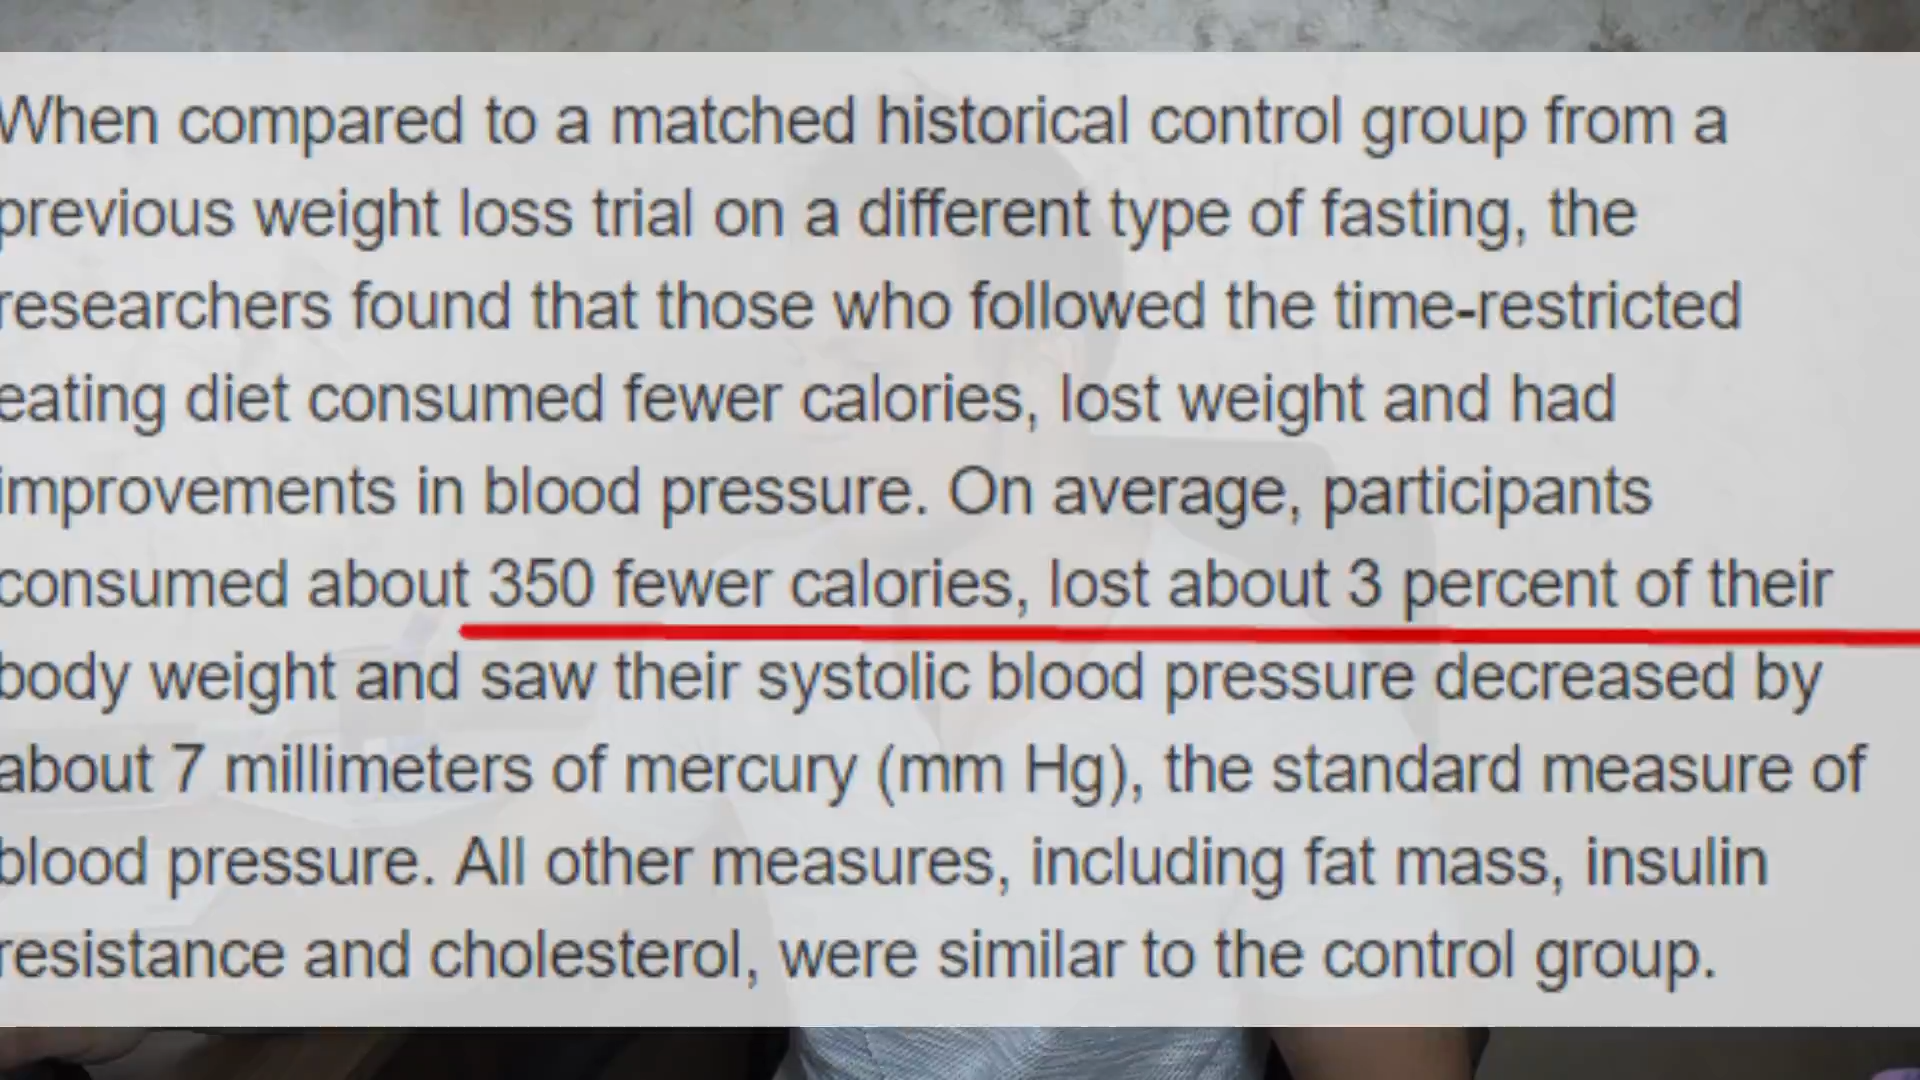 When compared to a matched historical control group from a
previous weight loss trial on a different type of fasting, the
researchers found that those who followed the time-restricted
eating diet consumed fewer calories, lost weight and had
improvements in blood pressure. On average, participants
consumed about 350 fewer calories, lost about 3 percent of their
body weight and saw their systolic blood pressure decreased by
about 7 millimeters of mercury (mm Hg), the standard measure of
blood pressure. All other measures, including fat mass, insulin
resistance and cholesterol, were similar to the control group.